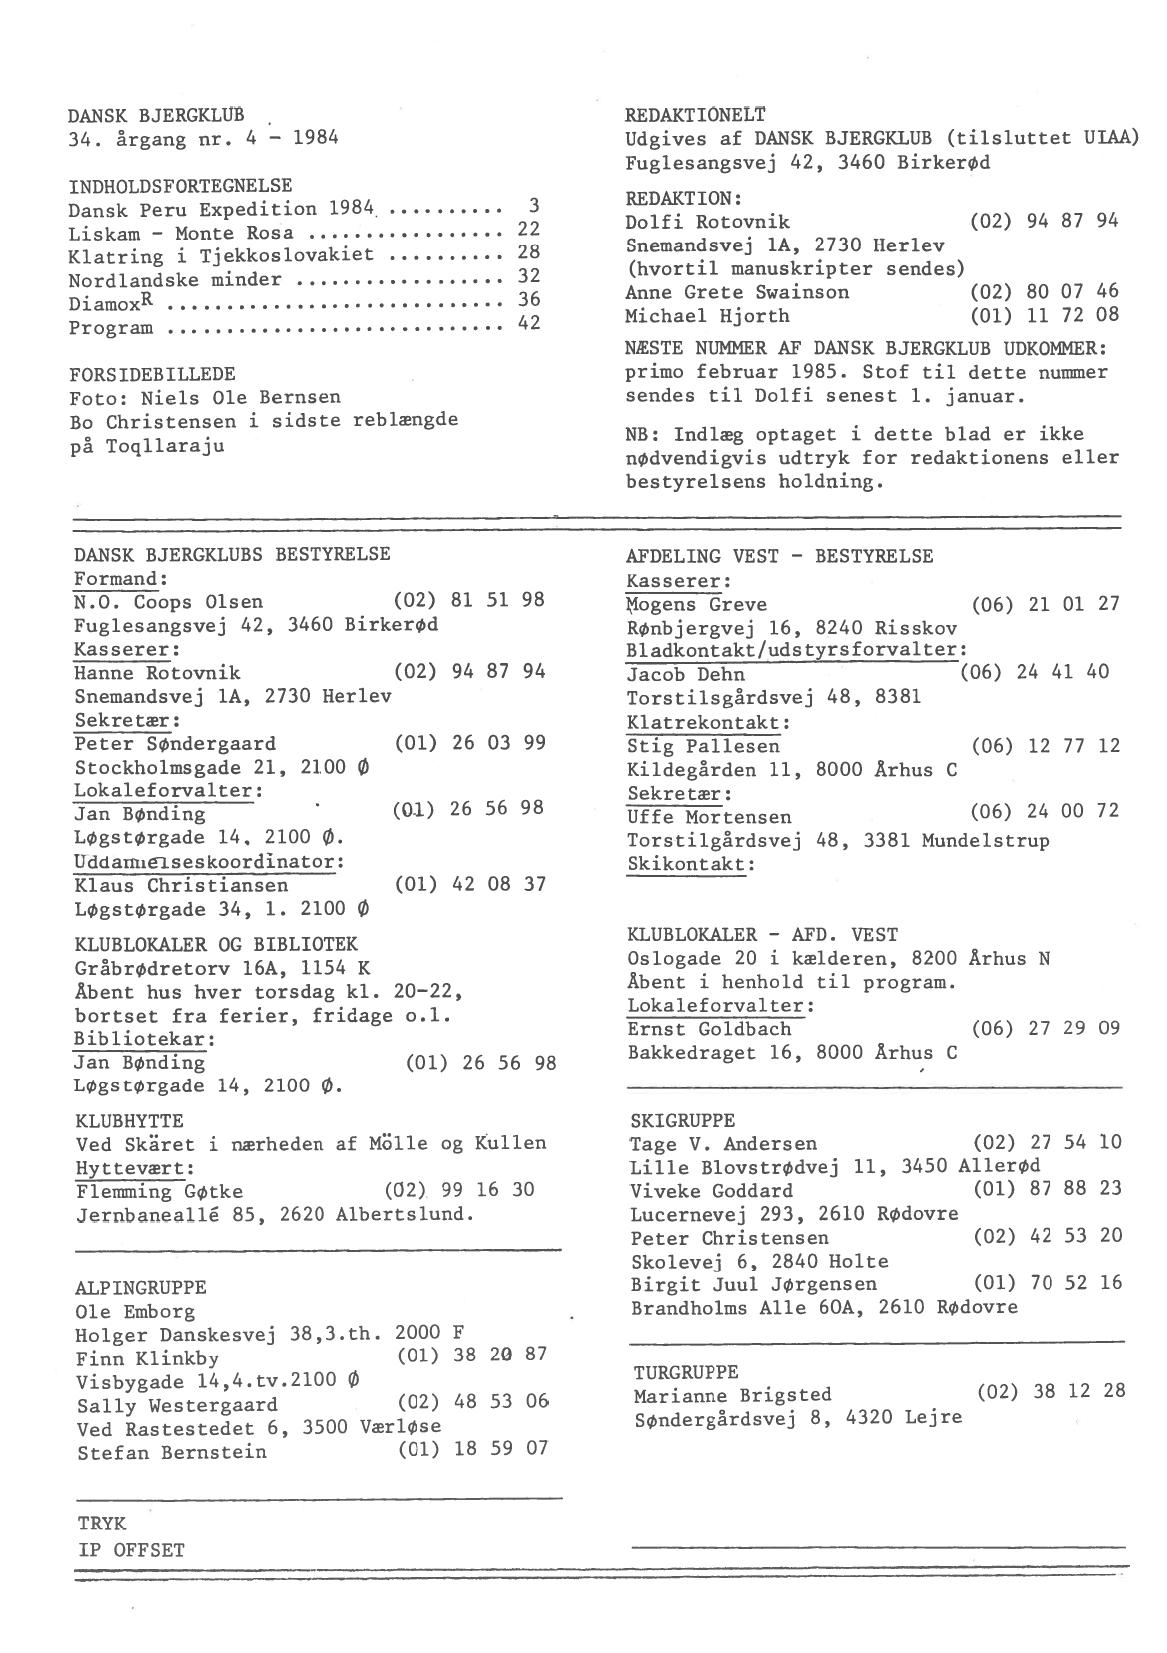 DANSK BJERGKLUB
34. årgang nr. 4 - 1984
INDHOLDSFORTEGNELSE
Dansk Peru Expedition 1984 .......... 3
Liskam - Monte Rosa ................. 22
Klatring i Tjekkoslovakiet .......... 28
Nordlandske minder .................. 32
DiamoxR ............................. 36
Program ............................. 42
FORSIDEBILLEDE
Foto: Niels Ole Bernsen
Bo Christensen i sidste reblængde
på Toqllaraju
REDAKTIONELT
Udgives af DANSK BJERGKLUB (tilsluttet UIAA)
Fuglesangsvej 42, 3460 Birkerød
REDAKTION:
Dolfi Rotovnik (02) 94 87 94
Snemandsvej 1A, 2730 Herlev
(hvortil manuskripter sendes)
Anne Grete Swainson (02) 80 07 46
Michael Hjorth (01) 11 72 08
NÆSTE NUMMER AF DANSK BJERGKLUB UDKOMMER:
primo februar 1985. Stof til dette nummer
sendes til Dolfi senest 1. januar.
NB: Indlæg optaget i dette blad er ikke
nødvendigvis udtryk for redaktionens eller
bestyrelsens holdning.
DANSK BJERGKLUBS BESTYRELSE
Formand:
N.O. Coops Olsen (02) 81 51 98
Fuglesangsvej 42, 3460 Birkerød
Kasserer:
Hanne Rotovnik (02) 94 87 94
Snemandsvej 1A, 2730 Herlev
Sekretær:
Peter Søndergaard (01) 26 03 99
Stockholmsgade 21, 2100 Ø
Lokaleforvalter:
Jan Bønding (01) 26 56 98
Løgstørgade 14, 2100 Ø.
Uddannelseskoordinator:
Klaus Christiansen (01) 42 08 37
Løgstørgade 34, 1. 2100 Ø
KLUBLOKALER OG BIBLIOTEK
Gråbrødretorv 16A, 1154 K
Åbent hus hver torsdag kl. 20-22,
bortset fra ferier, fridage o.l.
Bibliotekar:
Jan Bønding (01) 26 56 98
Løgstørgade 14, 2100 Ø.
KLUBHYTTE
Ved Skäret i nærheden af Mölle og Kullen
Hyttevært:
Flemming Gøtke (02) 99 16 30
Jernbaneallé 85, 2620 Albertslund.
ALPINGRUPPE
Ole Emborg
Holger Danskesvej 38,3.th. 2000 F
Finn Klinkby (01) 38 20 87
Visbygade 14,4.tv.2100 Ø
Sally Westergaard (02) 48 53 06
Ved Rastestedet 6, 3500 Værløse
Stefan Bernstein (01) 18 59 07
TRYK
IP OFFSET
AFDELING VEST - BESTYRELSE
Kasserer:
Mogens Greve (06) 21 01 27
Rønbjergvej 16, 8240 Risskov
Bladkontakt/udstyrsforvalter:
Jacob Dehn (06) 24 41 40
Torstilsgårdsvej 48, 8381
Klatrekontakt:
Stig Pallesen (06) 12 77 12
Kildegården 11, 8000 Århus C
Sekretær:
Uffe Mortensen (06) 24 00 72
Torstilgårdsvej 48, 3381 Mundelstrup
Skikontakt:
KLUBLOKALER - AFD. VEST
Oslogade 20 i kælderen, 8200 Århus N
Åbent i henhold til program.
Lokaleforvalter:
Ernst Goldbach (06) 27 29 09
Bakkedraget 16, 8000 Århus C
SKIGRUPPE
Tage V. Andersen (02) 27 54 10
Lille Blovstrødvej 11, 3450 Allerød
Viveke Goddard (01) 87 88 23
Lucernevej 293, 2610 Rødovre
Peter Christensen (02) 42 53 20
Skolevej 6, 2840 Holte
Birgit Juul Jørgensen (01) 70 52 16
Brandholms Alle 60A, 2610 Rødovre
TURGRUPPE
Marianne Brigsted (02) 38 12 28
Søndergårdsvej 8, 4320 Lejre